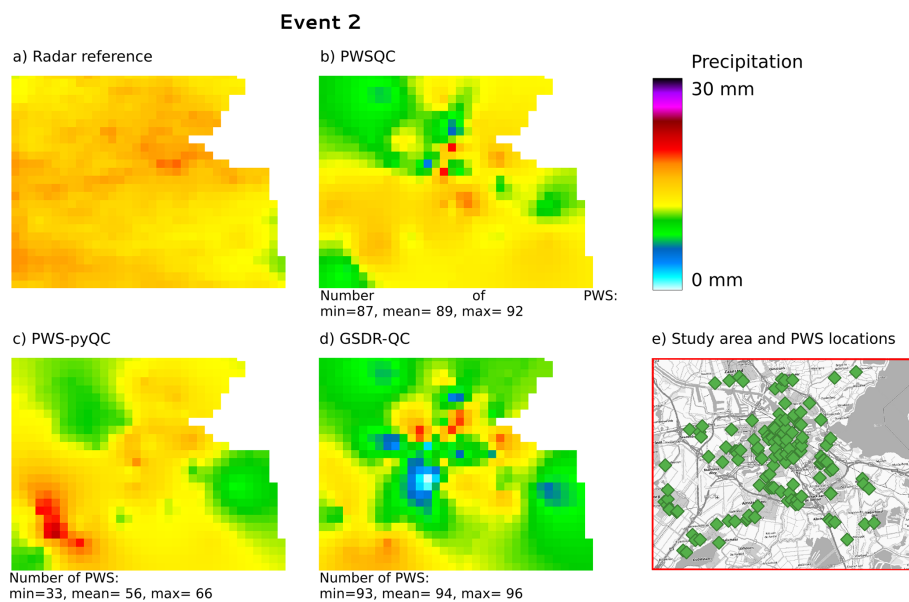 Event 2
a) Radar reference
b) PWSQC
Precipitation
30 mm
0 mm
Number of PWS:
min=87, mean= 89, max= 92
c) PWS-pyQC
d) GSDR-QC
e) Study area and PWS locations
Number of PWS:
min=33, mean= 56, max= 66
Number of PWS:
min=93, mean= 94, max= 96